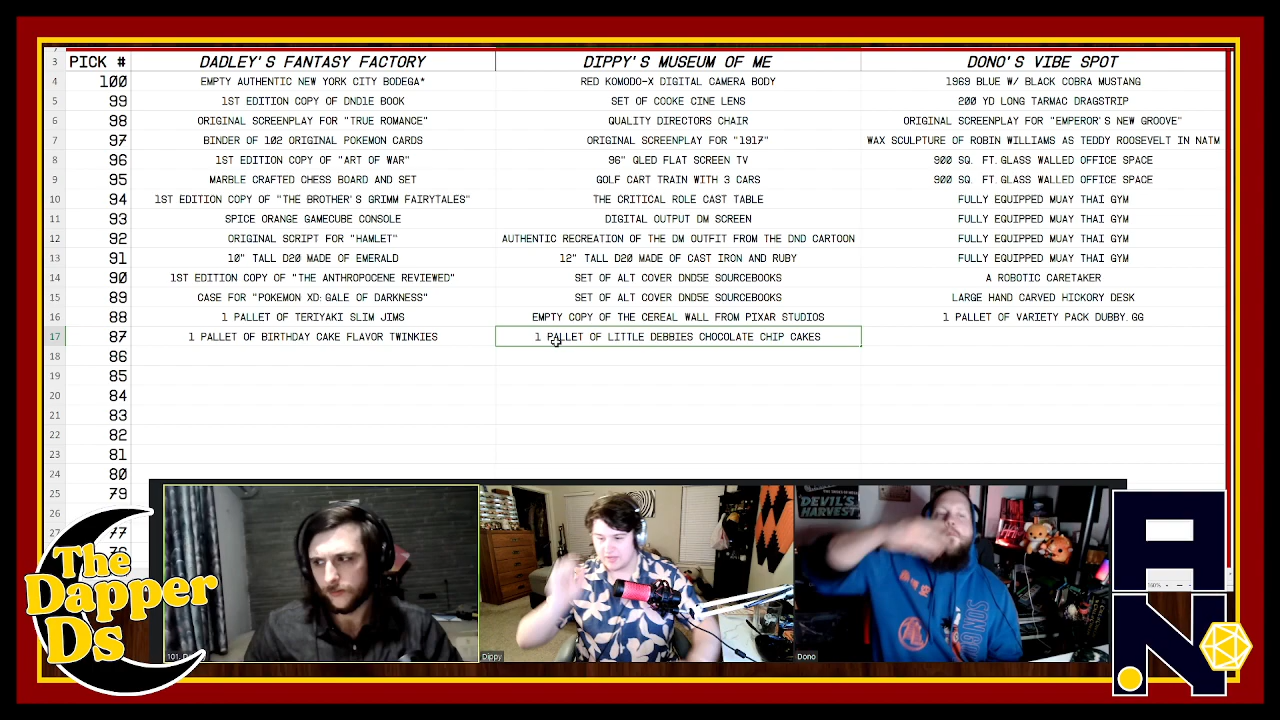 3 PICK # DADLEY'S FANTASY FACTORY DIPPY'S MUSEUM OF ME DONO'S VIBE SPOT
4 100 EMPTY AUTHENTIC NEW YORK CITY BODEGA* RED KOMODO-X DIGITAL CAMERA BODY 1969 BLUE W/ BLACK COBRA MUSTANG
5 99 1ST EDITION COPY OF DND1E BOOK SET OF COOKE CINE LENS 200 YD LONG TARMAC DRAGSTRIP
6 98 ORIGINAL SCREENPLAY FOR "TRUE ROMANCE" QUALITY DIRECTORS CHAIR ORIGINAL SCREENPLAY FOR "EMPEROR'S NEW GROOVE"
7 97 BINDER OF 102 ORIGINAL POKEMON CARDS ORIGINAL SCREENPLAY FOR "1917" WAX SCULPTURE OF ROBIN WILLIAMS AS TEDDY ROOSEVELT IN NATM
8 96 1ST EDITION COPY OF "ART OF WAR" 96" QLED FLAT SCREEN TV 900 SQ. FT.GLASS WALLED OFFICE SPACE
9 95 MARBLE CRAFTED CHESS BOARD AND SET GOLF CART TRAIN WITH 3 CARS 900 SQ. FT.GLASS WALLED OFFICE SPACE
10 94 1ST EDITION COPY OF "THE BROTHER'S GRIMM FAIRYTALES" THE CRITICAL ROLE CAST TABLE FULLY EQUIPPED MUAY THAI GYM
11 93 SPICE ORANGE GAMECUBE CONSOLE DIGITAL OUTPUT DM SCREEN FULLY EQUIPPED MUAY THAI GYM
12 92 ORIGINAL SCRIPT FOR "HAMLET" AUTHENTIC RECREATION OF THE DM OUTFIT FROM THE DND CARTOON FULLY EQUIPPED MUAY THAI GYM
13 91 10" TALL D20 MADE OF EMERALD 12" TALL D20 MADE OF CAST IRON AND RUBY FULLY EQUIPPED MUAY THAI GYM
14 90 1ST EDITION COPY OF "THE ANTHROPOCENE REVIEWED" SET OF ALT COVER DND5E SOURCEBOOKS A ROBOTIC CARETAKER
15 89 CASE FOR "POKEMON XD: GALE OF DARKNESS" SET OF ALT COVER DND5E SOURCEBOOKS LARGE HAND CARVED HICKORY DESK
16 88 1 PALLET OF TERIYAKI SLIM JIMS EMPTY COPY OF THE CEREAL WALL FROM PIXAR STUDIOS 1 PALLET OF VARIETY PACK DUBBY.GG
17 87 1 PALLET OF BIRTHDAY CAKE FLAVOR TWINKIES 1 PALLET OF LITTLE DEBBIES CHOCOLATE CHIP CAKES
18 86
19 85
20 84
21 83
22 82
23 81
24 80
25 79
26
27 77
DEVIL'S
HARVEST
The
Dapper
Ds
Dippy
Dono
A
.N